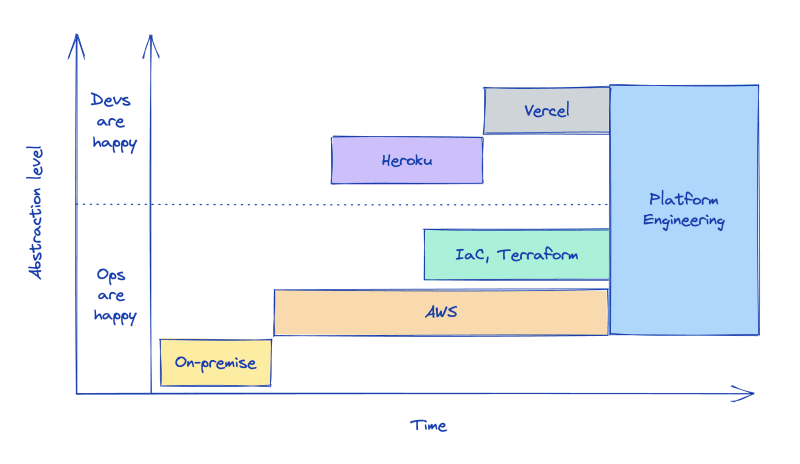 Devs
are
happy
Vercel
Heroku
Platform
Engineering
Abstraction level
IaC, Terraform
Ops
are
happy
AWS
On-premise
Time